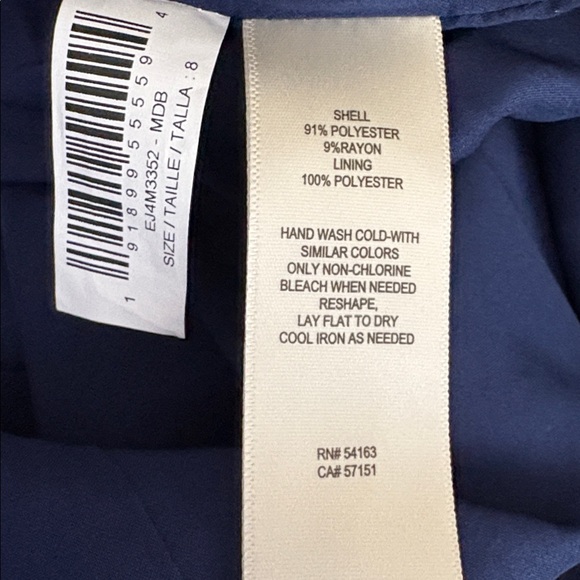 1 91899 55559 4
EJ4M3352 - MDB
SIZE / TAILLE / TALLA : 8
SHELL
91% POLYESTER
9%RAYON
LINING
100% POLYESTER
HAND WASH COLD-WITH
SIMILAR COLORS
ONLY NON-CHLORINE
BLEACH WHEN NEEDED
RESHAPE,
LAY FLAT TO DRY
COOL IRON AS NEEDED
RN# 54163
CA# 57151